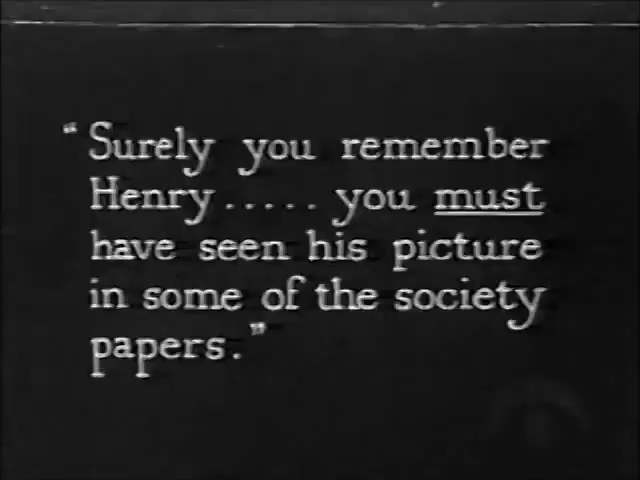 “Surely you remember
Henry..... you must
have seen his picture
in some of the society
papers.”